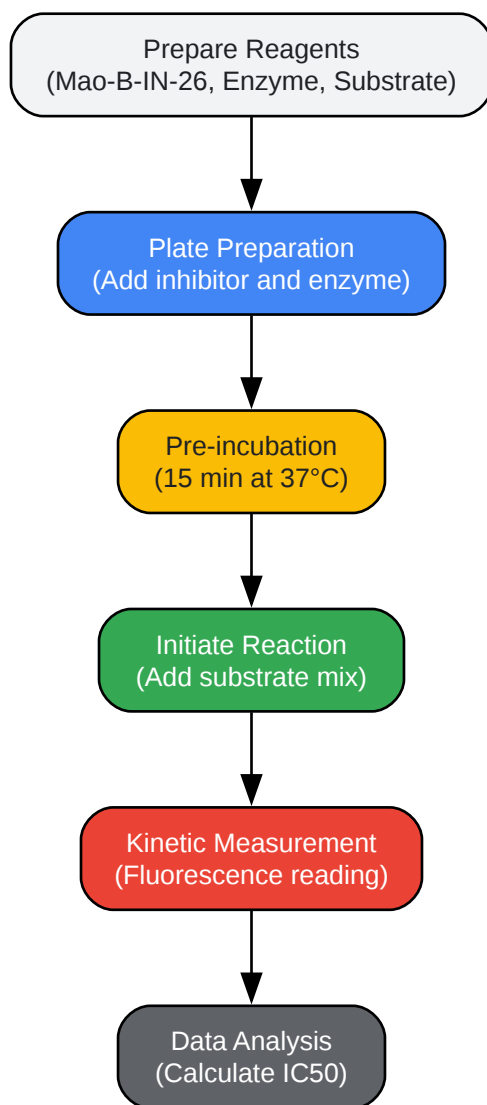 Prepare Reagents
(Mao-B-IN-26, Enzyme, Substrate)
Plate Preparation
(Add inhibitor and enzyme)
Pre-incubation
(15 min at 37°C)
Initiate Reaction
(Add substrate mix)
Kinetic Measurement
(Fluorescence reading)
Data Analysis
(Calculate IC50)